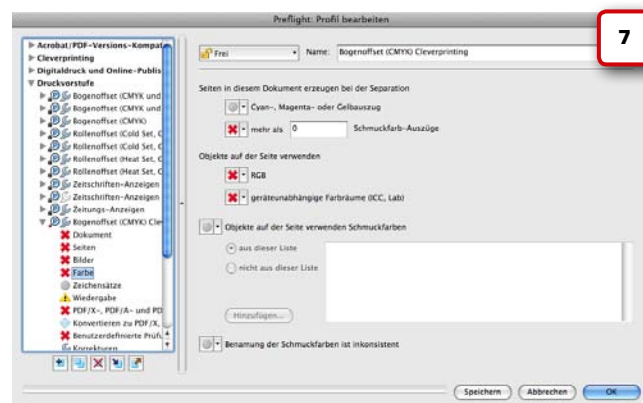 Preflight: Profil bearbeiten
7
Acrobat/PDF-Versions-Kompat
Cleverprinting
Digitaldruck und Online-Publis
Druckvorstufe
Bogenoffset (CMYK und
Bogenoffset (CMYK und
Bogenoffset (CMYK)
Rollenoffset (Cold Set, C
Rollenoffset (Cold Set, C
Rollenoffset (Heat Set, C
Rollenoffset (Heat Set, C
Zeitschriften-Anzeigen
Zeitschriften-Anzeigen
Zeitungs-Anzeigen
Bogenoffset (CMYK) Clev
Dokument
Seiten
Bilder
Farbe
Zeichensätze
Wiedergabe
PDF/X-, PDF/A- und PD
Konvertieren zu PDF/X,
Benutzerdefinierte Prüfu
Korrekturen
Frei
Name: Bogenoffset (CMYK) Cleverprinting
Seiten in diesem Dokument erzeugen bei der Separation
Cyan-, Magenta- oder Gelbauszug
mehr als 0 Schmuckfarb-Auszüge
Objekte auf der Seite verwenden
RGB
geräteunabhängige Farbräume (ICC, Lab)
Objekte auf der Seite verwenden Schmuckfarben
aus dieser Liste
nicht aus dieser Liste
Hinzufügen...
Benamung der Schmuckfarben ist inkonsistent
Speichern
Abbrechen
OK